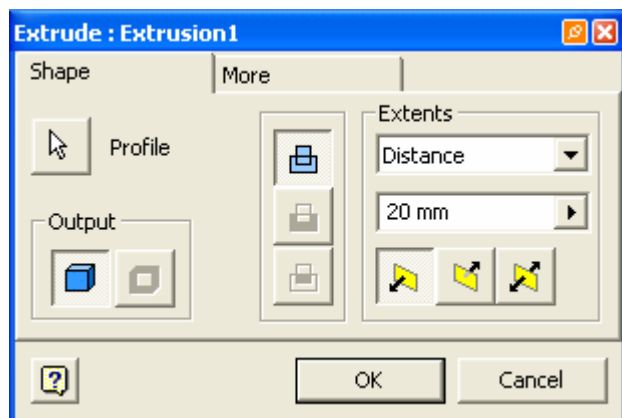 Extrude : Extrusion1
Shape
More
Profile
Output
Extents
Distance
20 mm
?
OK
Cancel